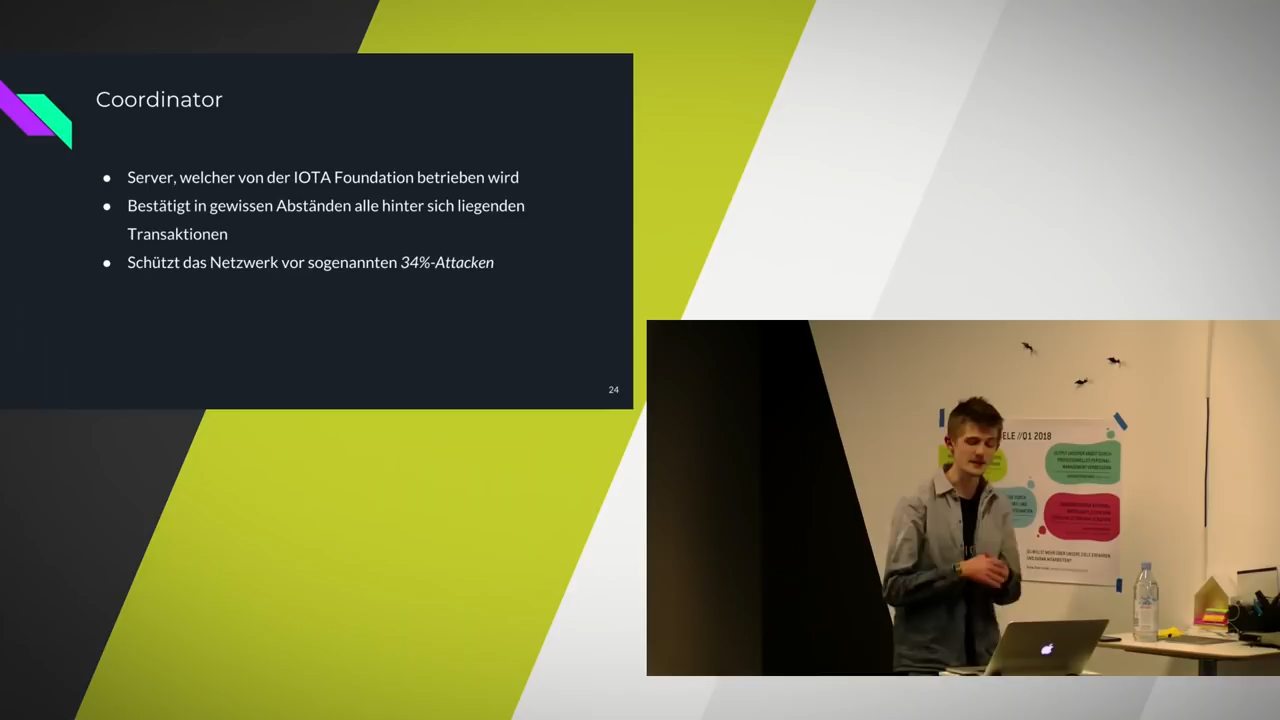 Coordinator
● Server, welcher von der IOTA Foundation betrieben wird
● Bestätigt in gewissen Abständen alle hinter sich liegenden
Transaktionen
● Schützt das Netzwerk vor sogenannten 34%-Attacken
24
ELE //Q1 2018